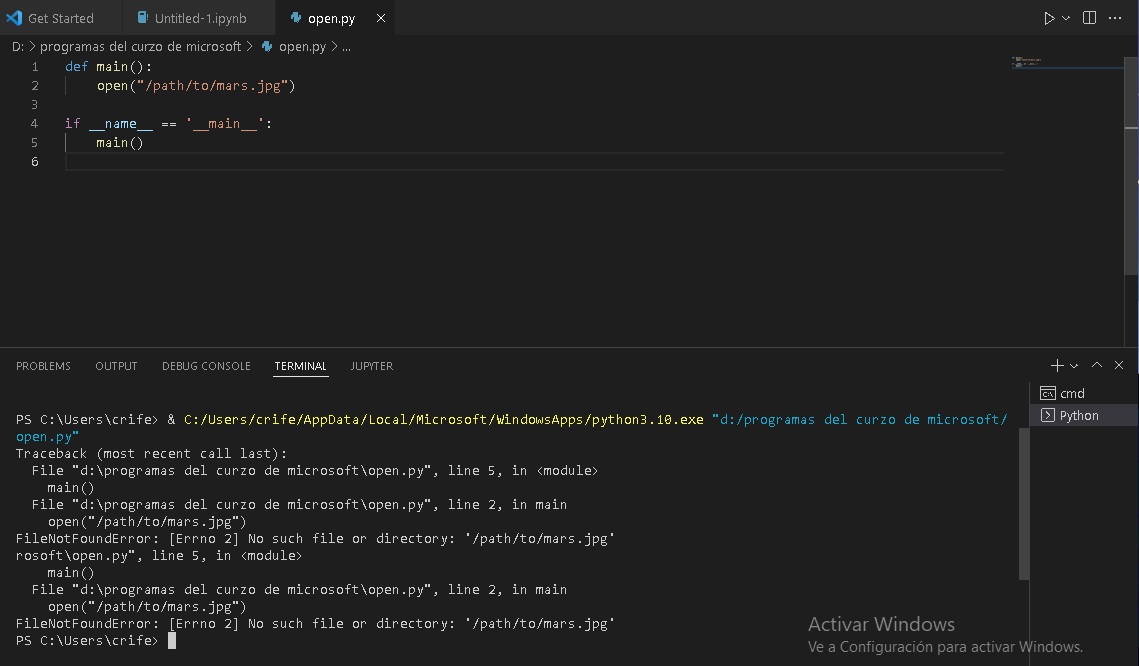 Get Started Untitled-1.ipynb open.py
D: > programas del curzo de microsoft > open.py > ...
1 def main():
2 open("/path/to/mars.jpg")
3
4 if __name__ == '__main__':
5 main()
6
PROBLEMS OUTPUT DEBUG CONSOLE TERMINAL JUPYTER
cmd
Python
PS C:\Users\crife> & C:/Users/crife/AppData/Local/Microsoft/WindowsApps/python3.10.exe "d:/programas del curzo de microsoft/
open.py"
Traceback (most recent call last):
File "d:\programas del curzo de microsoft\open.py", line 5, in <module>
main()
File "d:\programas del curzo de microsoft\open.py", line 2, in main
open("/path/to/mars.jpg")
FileNotFoundError: [Errno 2] No such file or directory: '/path/to/mars.jpg'
rosoft\open.py", line 5, in <module>
main()
File "d:\programas del curzo de microsoft\open.py", line 2, in main
open("/path/to/mars.jpg")
FileNotFoundError: [Errno 2] No such file or directory: '/path/to/mars.jpg'
PS C:\Users\crife>
Activar Windows
Ve a Configuración para activar Windows.